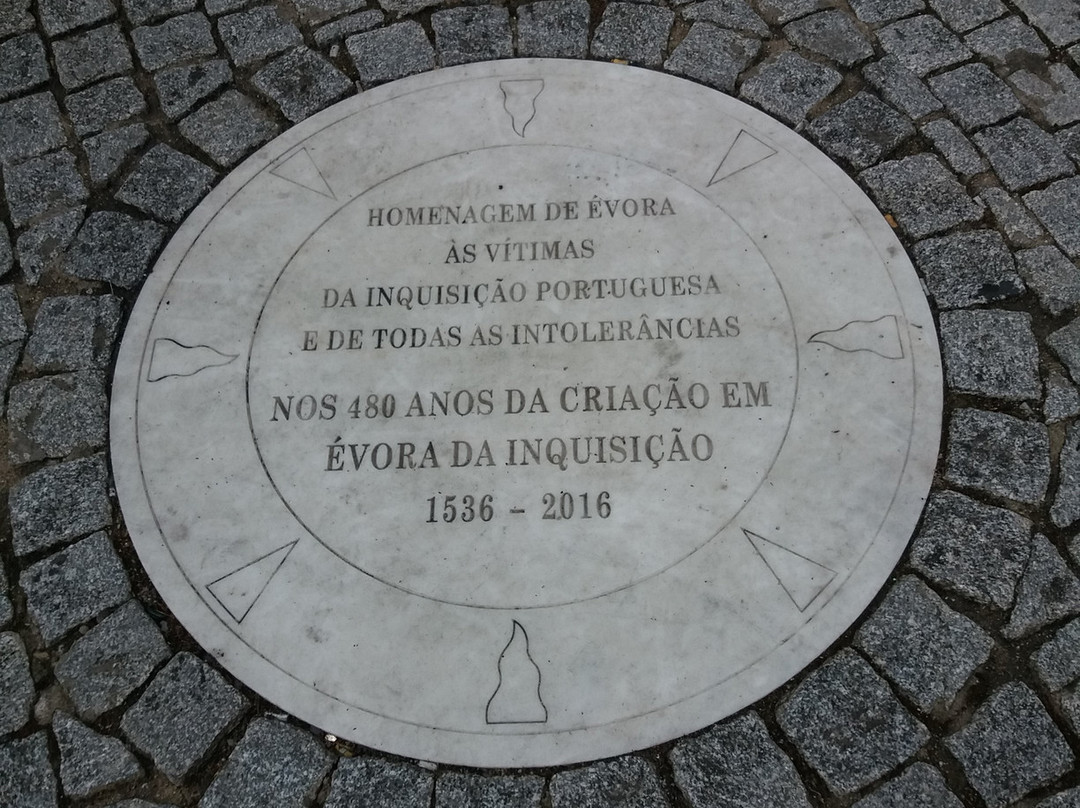 HOMENAGEM DE ÉVORA
ÀS VÍTIMAS
DA INQUISIÇÃO PORTUGUESA
E DE TODAS AS INTOLERÂNCIAS
NOS 480 ANOS DA CRIAÇÃO EM
ÉVORA DA INQUISIÇÃO
1536 - 2016